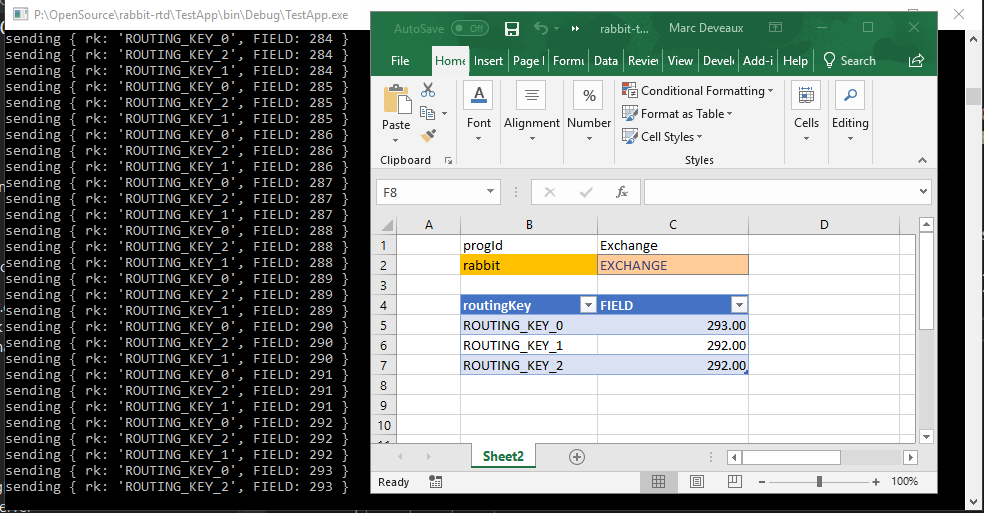 P:\OpenSource\rabbit-rtd\TestApp\bin\Debug\TestApp.exe
sending { rk: 'ROUTING_KEY_0', FIELD: 284 }
sending { rk: 'ROUTING_KEY_2', FIELD: 284 }
sending { rk: 'ROUTING_KEY_1', FIELD: 284 }
sending { rk: 'ROUTING_KEY_0', FIELD: 285 }
sending { rk: 'ROUTING_KEY_2', FIELD: 285 }
sending { rk: 'ROUTING_KEY_1', FIELD: 285 }
sending { rk: 'ROUTING_KEY_0', FIELD: 286 }
sending { rk: 'ROUTING_KEY_2', FIELD: 286 }
sending { rk: 'ROUTING_KEY_1', FIELD: 286 }
sending { rk: 'ROUTING_KEY_0', FIELD: 287 }
sending { rk: 'ROUTING_KEY_2', FIELD: 287 }
sending { rk: 'ROUTING_KEY_1', FIELD: 287 }
sending { rk: 'ROUTING_KEY_0', FIELD: 288 }
sending { rk: 'ROUTING_KEY_2', FIELD: 288 }
sending { rk: 'ROUTING_KEY_1', FIELD: 288 }
sending { rk: 'ROUTING_KEY_0', FIELD: 289 }
sending { rk: 'ROUTING_KEY_2', FIELD: 289 }
sending { rk: 'ROUTING_KEY_1', FIELD: 289 }
sending { rk: 'ROUTING_KEY_0', FIELD: 290 }
sending { rk: 'ROUTING_KEY_2', FIELD: 290 }
sending { rk: 'ROUTING_KEY_1', FIELD: 290 }
sending { rk: 'ROUTING_KEY_0', FIELD: 291 }
sending { rk: 'ROUTING_KEY_2', FIELD: 291 }
sending { rk: 'ROUTING_KEY_1', FIELD: 291 }
sending { rk: 'ROUTING_KEY_0', FIELD: 292 }
sending { rk: 'ROUTING_KEY_2', FIELD: 292 }
sending { rk: 'ROUTING_KEY_1', FIELD: 292 }
sending { rk: 'ROUTING_KEY_0', FIELD: 293 }
sending { rk: 'ROUTING_KEY_2', FIELD: 293 }
AutoSave Off rabbit-t... Marc Deveaux
File Home Insert Page l Formu Data Review View Develo Add-i Help Search
Paste Font Alignment Number Conditional Formatting Cells Editing
Format as Table
Cell Styles
Clipboard Styles
F8 fx
A B C D
1 progId Exchange
2 rabbit EXCHANGE
3
4 routingKey FIELD
5 ROUTING_KEY_0 293.00
6 ROUTING_KEY_1 292.00
7 ROUTING_KEY_2 292.00
8
9
10
Sheet2
Ready 100%